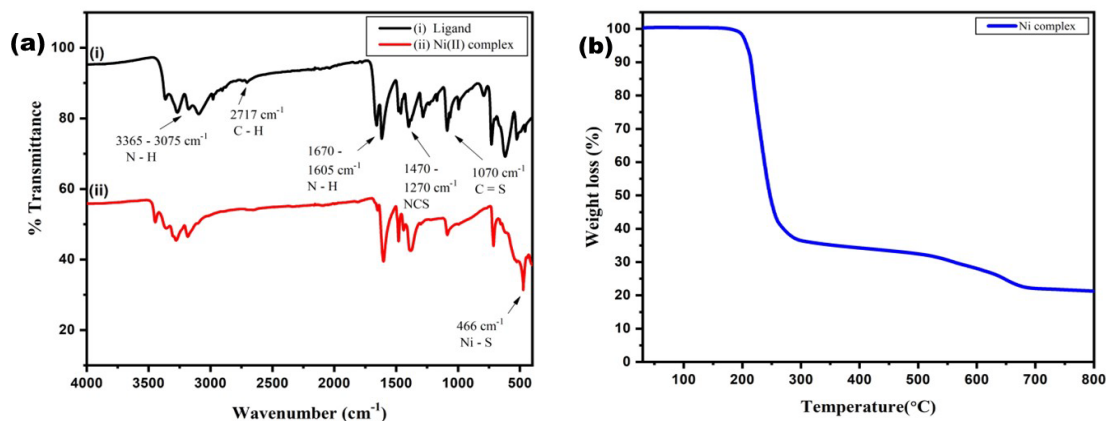 (a)
(i) Ligand
(ii) Ni(II) complex
(i)
3365 - 3075 cm⁻¹
N - H
2717 cm⁻¹
C - H
1670 -
1605 cm⁻¹
N - H
1470 -
1270 cm⁻¹
NCS
1070 cm⁻¹
C = S
(ii)
466 cm⁻¹
Ni - S
% Transmittance
100
80
60
40
20
4000 3500 3000 2500 2000 1500 1000 500
Wavenumber (cm⁻¹)
(b)
Ni complex
Weight loss (%)
100
90
80
70
60
50
40
30
20
10
0
100 200 300 400 500 600 700 800
Temperature(°C)